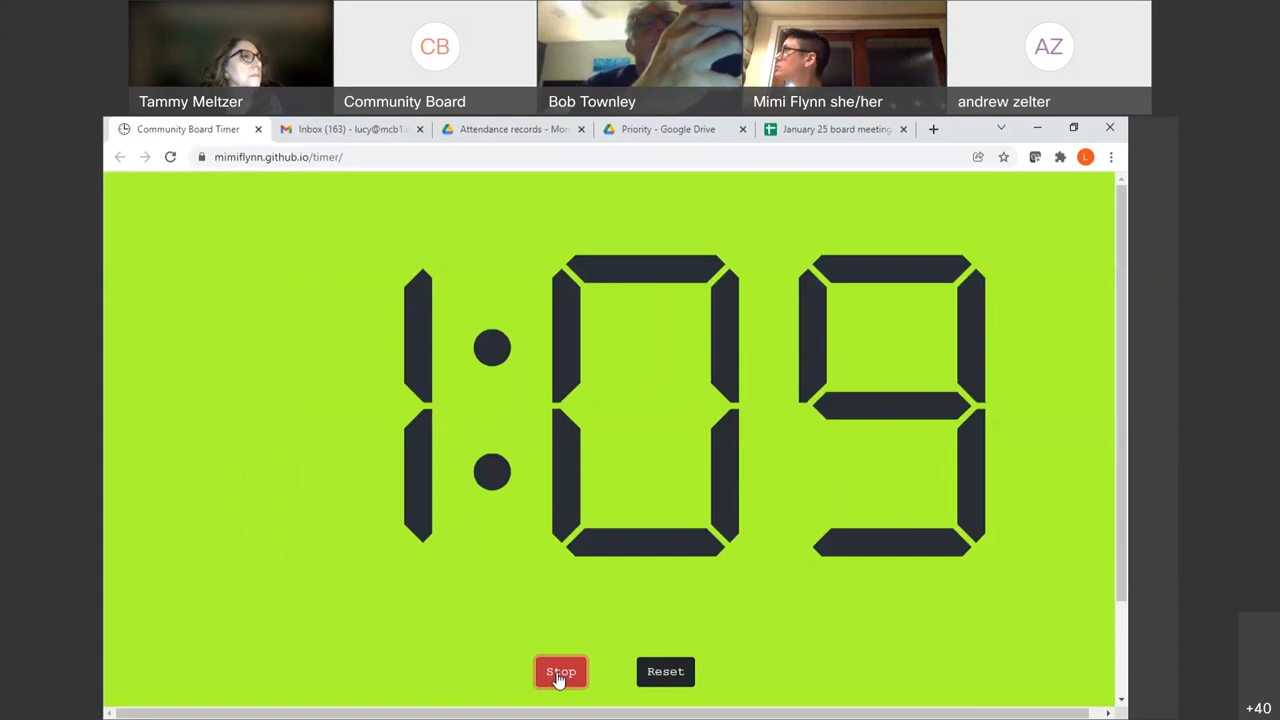 CB
AZ
Tammy Meltzer
Community Board
Bob Townley
Mimi Flynn she/her
andrew zelter
Community Board Timer
Inbox (163) - lucy@mcb1.
Attendance records - Mon
Priority - Google Drive
January 25 board meeting
mimiflynn.github.io/timer/
L
1:09
Stop
Reset
+40